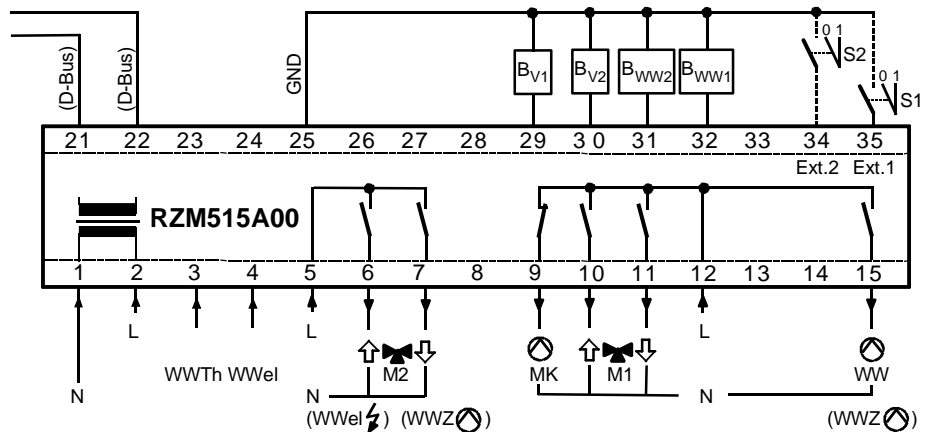 (D-Bus) (D-Bus) GND
BV1 BV2 BWW2 BWW1
0 1 S2
0 1 S1
21 22 23 24 25 26 27 28 29 30 31 32 33 34 35
Ext.2 Ext.1
RZM515A00
1 2 3 4 5 6 7 8 9 10 11 12 13 14 15
L L L
WWTh WWel M2 MK M1 WW
N N N
(WWel ) (WWZ ) (WWZ )